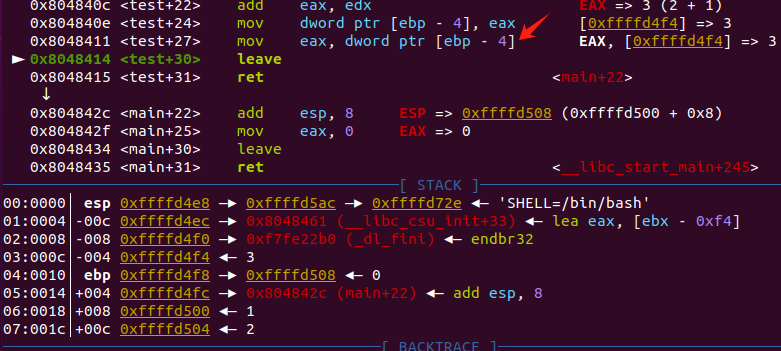 0x804840c <test+22> add eax, edx EAX => 3 (2 + 1)
0x804840e <test+24> mov dword ptr [ebp - 4], eax [0xffffd4f4] => 3
0x8048411 <test+27> mov eax, dword ptr [ebp - 4] EAX, [0xffffd4f4] => 3
► 0x8048414 <test+30> leave
0x8048415 <test+31> ret <main+22>
↓
0x804842c <main+22> add esp, 8 ESP => 0xffffd508 (0xffffd500 + 0x8)
0x804842f <main+25> mov eax, 0 EAX => 0
0x8048434 <main+30> leave
0x8048435 <main+31> ret <__libc_start_main+245>
[ STACK ]
00:0000│ esp 0xffffd4e8 —▸ 0xffffd5ac —▸ 0xffffd72e ◂— 'SHELL=/bin/bash'
01:0004│-00c 0xffffd4ec —▸ 0x8048461 (__libc_csu_init+33) ◂— lea eax, [ebx - 0xf4]
02:0008│-008 0xffffd4f0 —▸ 0xf7fe22b0 (_dl_fini) ◂— endbr32
03:000c│-004 0xffffd4f4 ◂— 3
04:0010│ ebp 0xffffd4f8 —▸ 0xffffd508 ◂— 0
05:0014│+004 0xffffd4fc —▸ 0x804842c (main+22) ◂— add esp, 8
06:0018│+008 0xffffd500 ◂— 1
07:001c│+00c 0xffffd504 ◂— 2
[ BACKTRACE ]